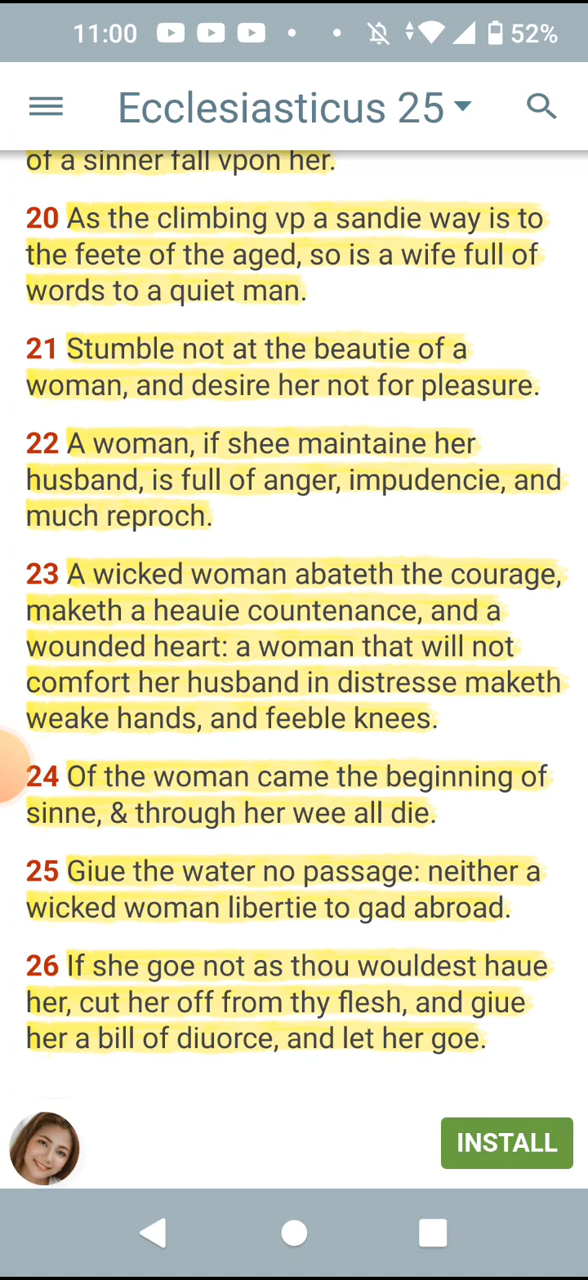 11:00 52%
Ecclesiasticus 25
of a sinner fall vpon her.
20 As the climbing vp a sandie way is to
the feete of the aged, so is a wife full of
words to a quiet man.
21 Stumble not at the beautie of a
woman, and desire her not for pleasure.
22 A woman, if shee maintaine her
husband, is full of anger, impudencie, and
much reproch.
23 A wicked woman abateth the courage,
maketh a heauie countenance, and a
wounded heart: a woman that will not
comfort her husband in distresse maketh
weake hands, and feeble knees.
24 Of the woman came the beginning of
sinne, & through her wee all die.
25 Giue the water no passage: neither a
wicked woman libertie to gad abroad.
26 If she goe not as thou wouldest haue
her, cut her off from thy flesh, and giue
her a bill of diuorce, and let her goe.
INSTALL